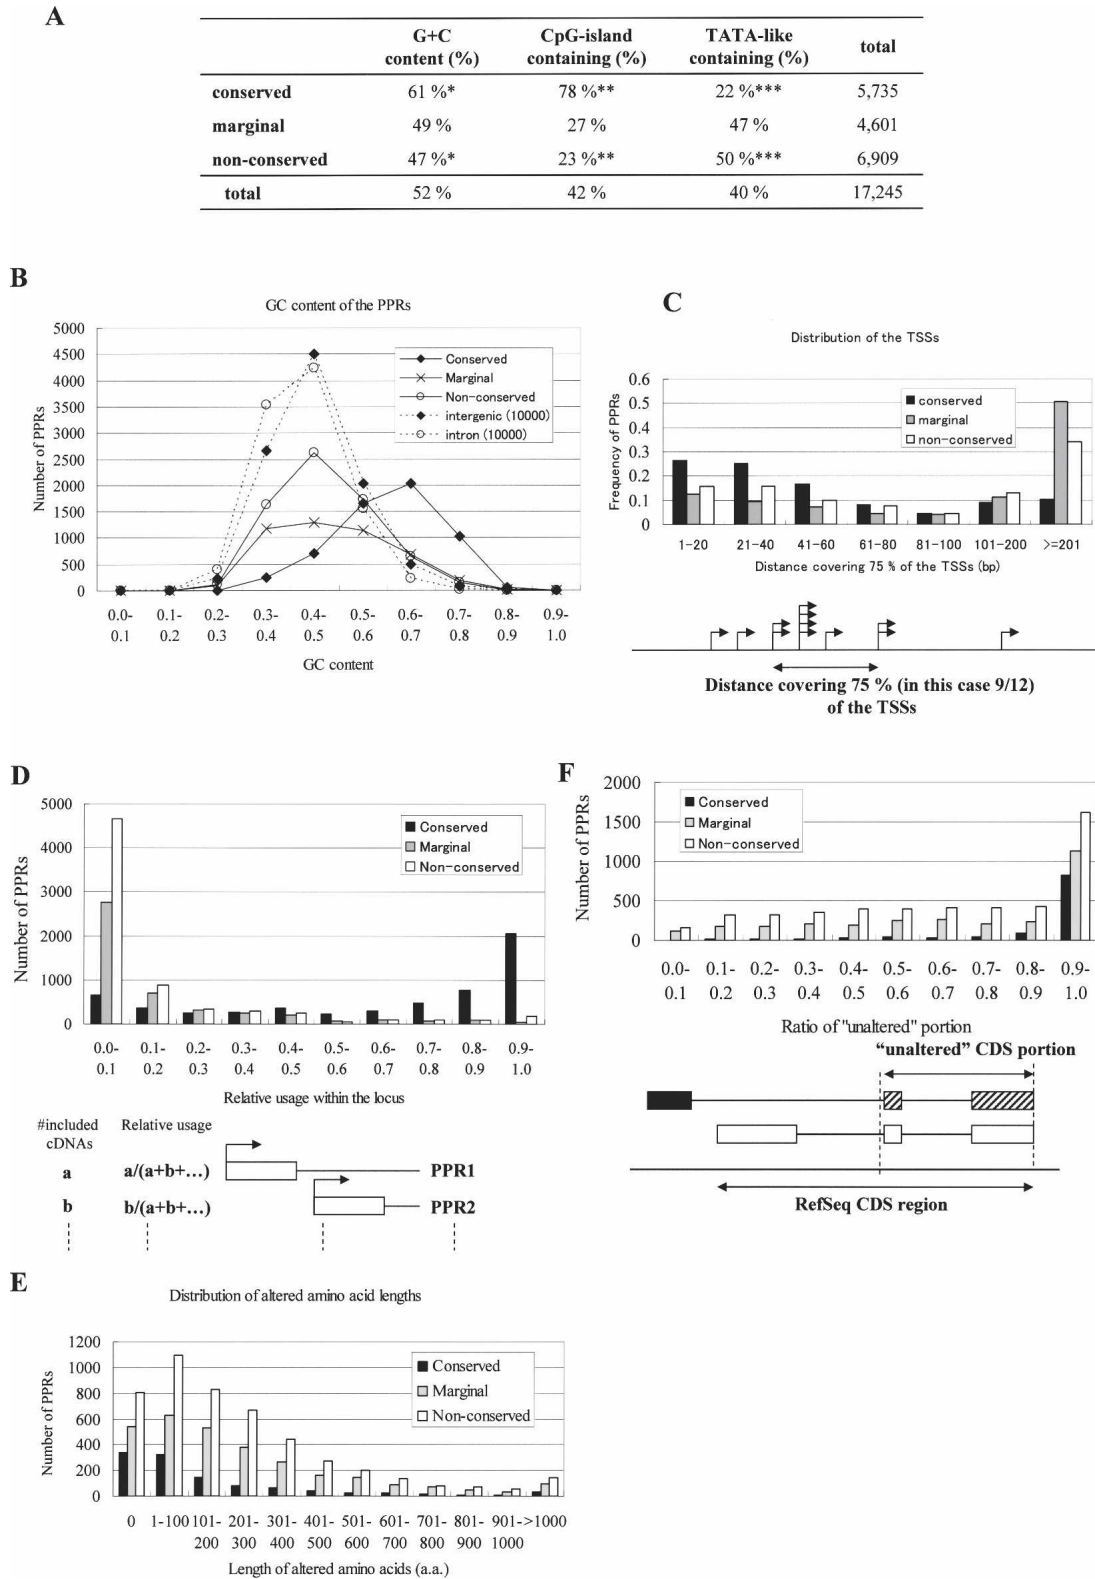 A
G+C content (%) CpG-island containing (%) TATA-like containing (%) total
conserved 61 %* 78 %** 22 %*** 5,735
marginal 49 % 27 % 47 % 4,601
non-conserved 47 %* 23 %** 50 %*** 6,909
total 52 % 42 % 40 % 17,245
B
GC content of the PPRs
Number of PPRs
5000
4500
4000
3500
3000
2500
2000
1500
1000
500
0
Conserved
Marginal
Non-conserved
intergenic (10000)
intron (10000)
0.0-0.1 0.1-0.2 0.2-0.3 0.3-0.4 0.4-0.5 0.5-0.6 0.6-0.7 0.7-0.8 0.8-0.9 0.9-1.0
GC content
C
Distribution of the TSSs
Frequency of PPRs
0.6
0.5
0.4
0.3
0.2
0.1
0
conserved
marginal
non-conserved
1-20 21-40 41-60 61-80 81-100 101-200 >=201
Distance covering 75 % of the TSSs (bp)
Distance covering 75 % (in this case 9/12)
of the TSSs
D
Number of PPRs
5000
4000
3000
2000
1000
0
Conserved
Marginal
Non-conserved
0.0-0.1 0.1-0.2 0.2-0.3 0.3-0.4 0.4-0.5 0.5-0.6 0.6-0.7 0.7-0.8 0.8-0.9 0.9-1.0
Relative usage within the locus
#included cDNAs Relative usage
a a/(a+b+...) PPR1
b b/(a+b+...) PPR2
F
Number of PPRs
2000
1500
1000
500
0
Conserved
Marginal
Non-conserved
0.0-0.1 0.1-0.2 0.2-0.3 0.3-0.4 0.4-0.5 0.5-0.6 0.6-0.7 0.7-0.8 0.8-0.9 0.9-1.0
Ratio of "unaltered" portion
“unaltered” CDS portion
RefSeq CDS region
E
Distribution of altered amino acid lengths
Number of PPRs
1200
1000
800
600
400
200
0
Conserved
Marginal
Non-conserved
0 1-100 101-200 201-300 301-400 401-500 501-600 601-700 701-800 801-900 901-1000 >1000
Length of altered amino acids (a.a.)